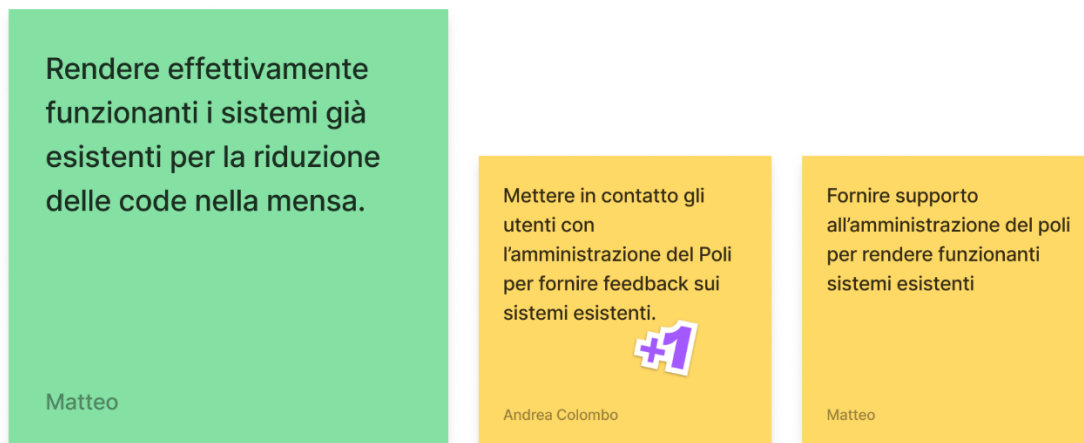 Rendere effettivamente
funzionanti i sistemi già
esistenti per la riduzione
delle code nella mensa.
Matteo
Mettere in contatto gli
utenti con
l'amministrazione del Poli
per fornire feedback sui
sistemi esistenti.
+1
Andrea Colombo
Fornire supporto
all'amministrazione del poli
per rendere funzionanti
sistemi esistenti
Matteo